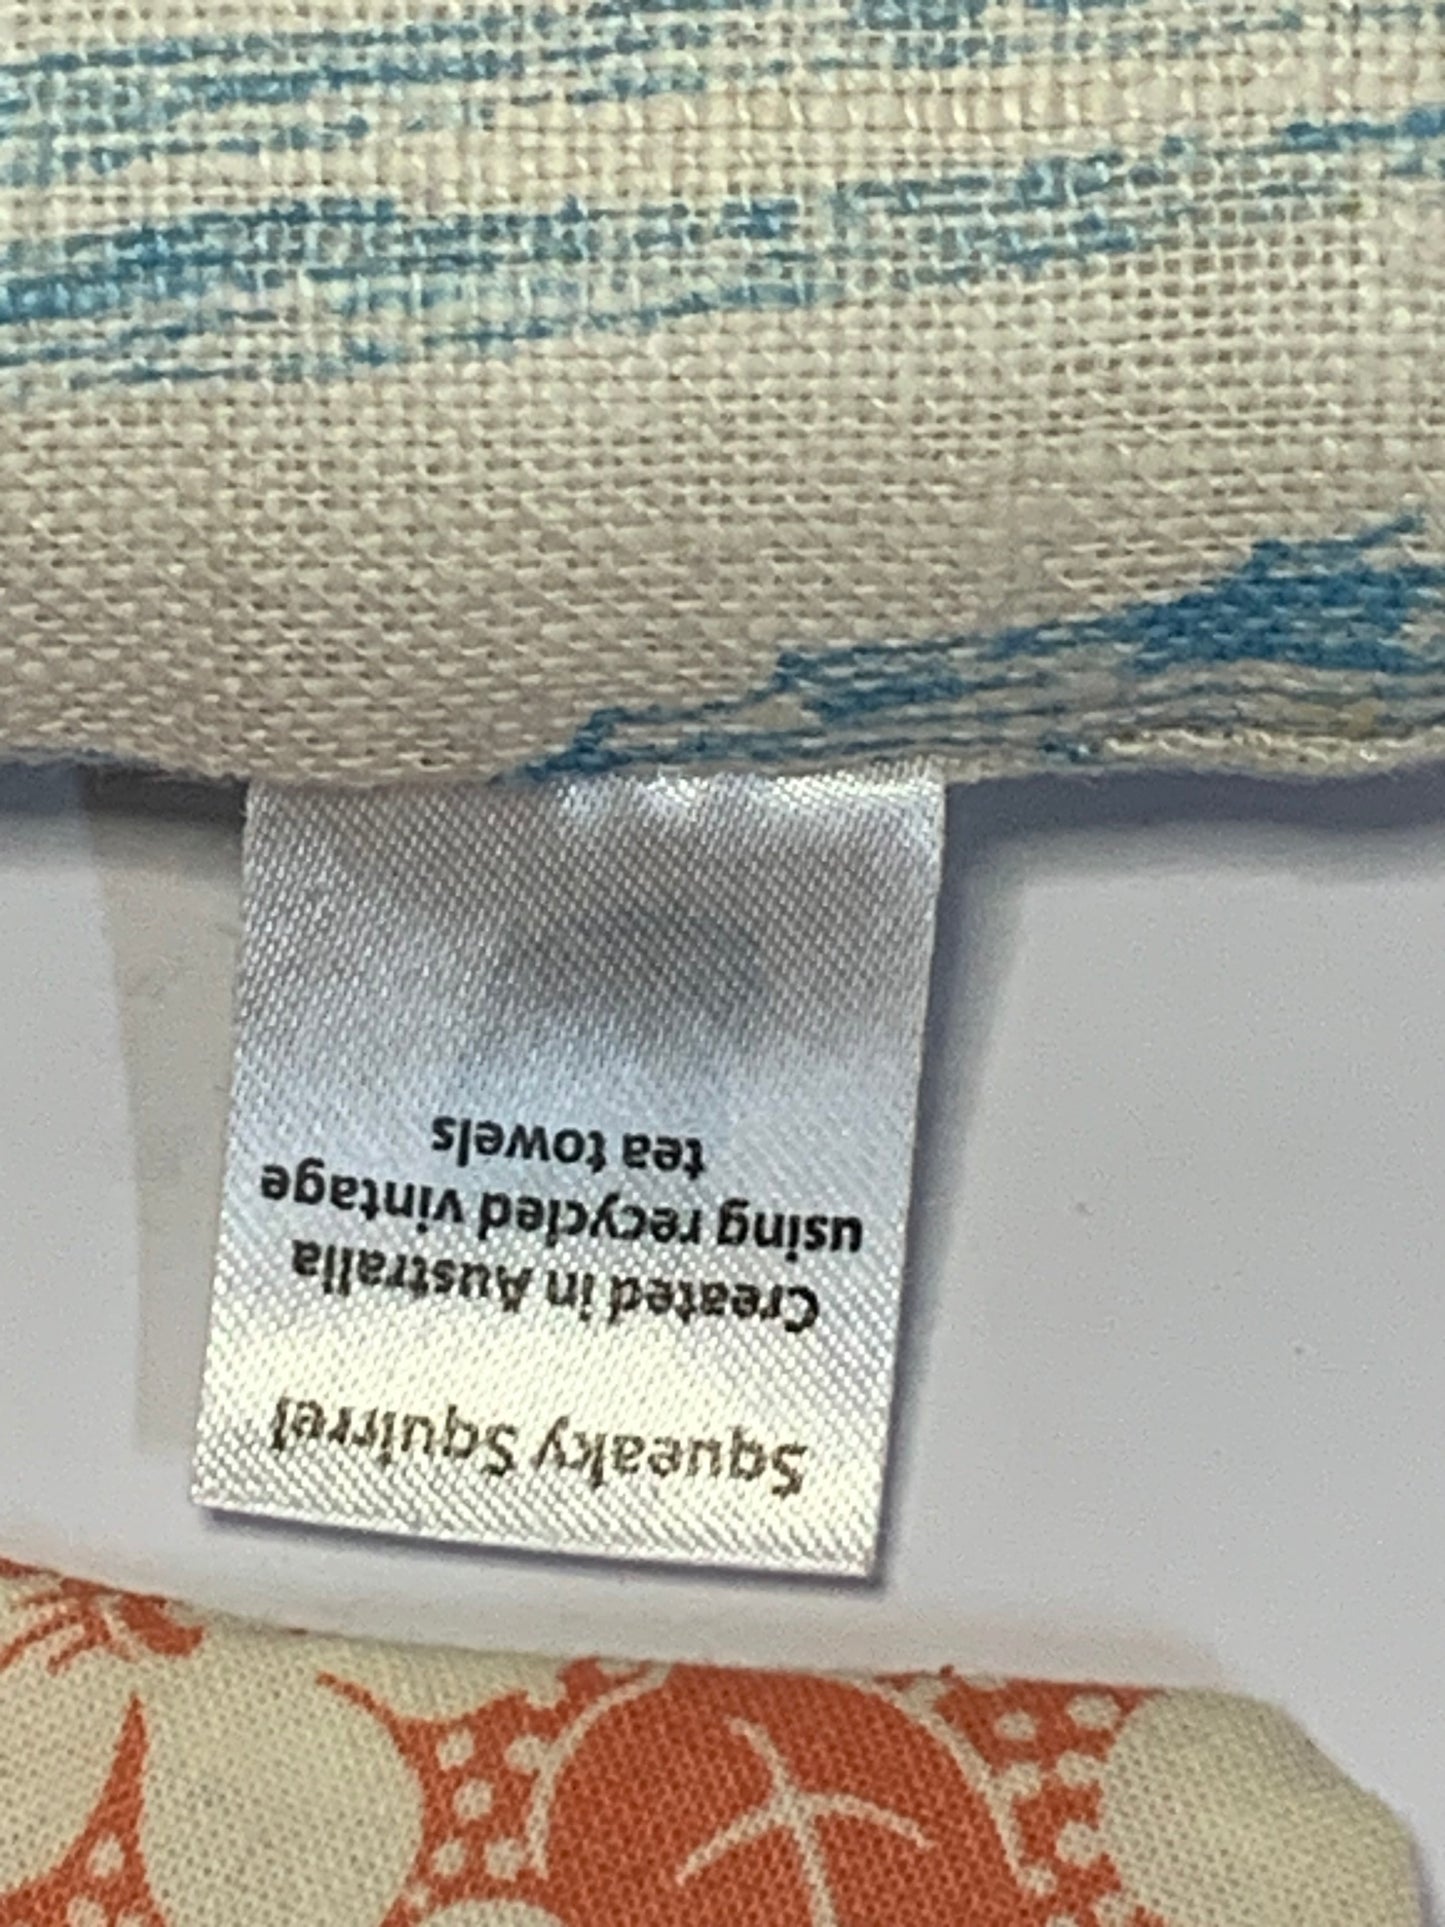 Squeaky Squirrel
Created in Australia
using recycled vintage
tea towels